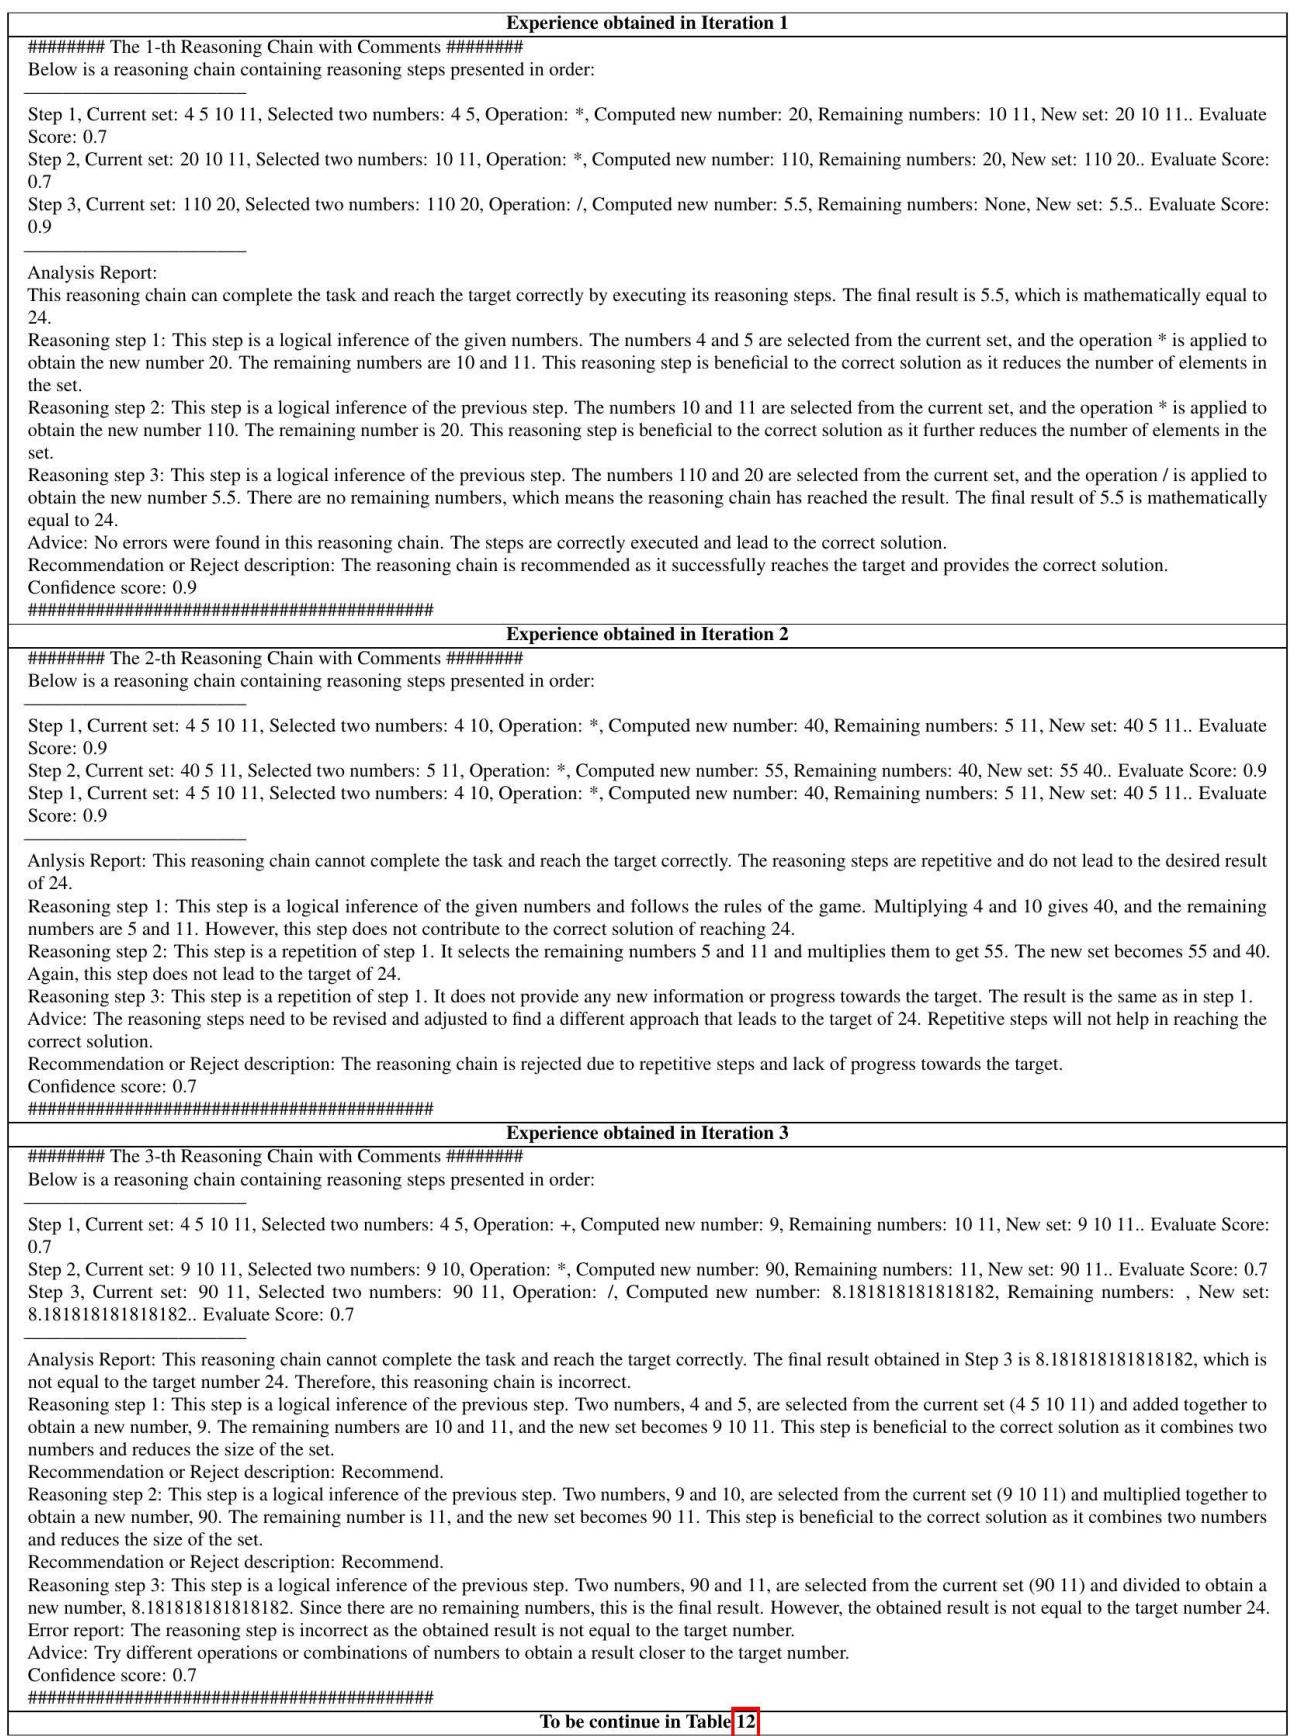 Experience obtained in Iteration 1
######## The 1-th Reasoning Chain with Comments ########
Below is a reasoning chain containing reasoning steps presented in order:
Step 1, Current set: 4 5 10 11, Selected two numbers: 4 5, Operation: *, Computed new number: 20, Remaining numbers: 10 11, New set: 20 10 11.. Evaluate
Score: 0.7
Step 2, Current set: 20 10 11, Selected two numbers: 10 11, Operation: *, Computed new number: 110, Remaining numbers: 20, New set: 110 20.. Evaluate Score:
0.7
Step 3, Current set: 110 20, Selected two numbers: 110 20, Operation: /, Computed new number: 5.5, Remaining numbers: None, New set: 5.5.. Evaluate Score:
0.9
Analysis Report:
This reasoning chain can complete the task and reach the target correctly by executing its reasoning steps. The final result is 5.5, which is mathematically equal to
24.
Reasoning step 1: This step is a logical inference of the given numbers. The numbers 4 and 5 are selected from the current set, and the operation * is applied to
obtain the new number 20. The remaining numbers are 10 and 11. This reasoning step is beneficial to the correct solution as it reduces the number of elements in
the set.
Reasoning step 2: This step is a logical inference of the previous step. The numbers 10 and 11 are selected from the current set, and the operation * is applied to
obtain the new number 110. The remaining number is 20. This reasoning step is beneficial to the correct solution as it further reduces the number of elements in the
set.
Reasoning step 3: This step is a logical inference of the previous step. The numbers 110 and 20 are selected from the current set, and the operation / is applied to
obtain the new number 5.5. There are no remaining numbers, which means the reasoning chain has reached the result. The final result of 5.5 is mathematically
equal to 24.
Advice: No errors were found in this reasoning chain. The steps are correctly executed and lead to the correct solution.
Recommendation or Reject description: The reasoning chain is recommended as it successfully reaches the target and provides the correct solution.
Confidence score: 0.9
##########################################
Experience obtained in Iteration 2
######## The 2-th Reasoning Chain with Comments ########
Below is a reasoning chain containing reasoning steps presented in order:
Step 1, Current set: 4 5 10 11, Selected two numbers: 4 10, Operation: *, Computed new number: 40, Remaining numbers: 5 11, New set: 40 5 11.. Evaluate
Score: 0.9
Step 2, Current set: 40 5 11, Selected two numbers: 5 11, Operation: *, Computed new number: 55, Remaining numbers: 40, New set: 55 40.. Evaluate Score: 0.9
Step 1, Current set: 4 5 10 11, Selected two numbers: 4 10, Operation: *, Computed new number: 40, Remaining numbers: 5 11, New set: 40 5 11.. Evaluate
Score: 0.9
Anlysis Report: This reasoning chain cannot complete the task and reach the target correctly. The reasoning steps are repetitive and do not lead to the desired result
of 24.
Reasoning step 1: This step is a logical inference of the given numbers and follows the rules of the game. Multiplying 4 and 10 gives 40, and the remaining
numbers are 5 and 11. However, this step does not contribute to the correct solution of reaching 24.
Reasoning step 2: This step is a repetition of step 1. It selects the remaining numbers 5 and 11 and multiplies them to get 55. The new set becomes 55 and 40.
Again, this step does not lead to the target of 24.
Reasoning step 3: This step is a repetition of step 1. It does not provide any new information or progress towards the target. The result is the same as in step 1.
Advice: The reasoning steps need to be revised and adjusted to find a different approach that leads to the target of 24. Repetitive steps will not help in reaching the
correct solution.
Recommendation or Reject description: The reasoning chain is rejected due to repetitive steps and lack of progress towards the target.
Confidence score: 0.7
##########################################
Experience obtained in Iteration 3
######## The 3-th Reasoning Chain with Comments ########
Below is a reasoning chain containing reasoning steps presented in order:
Step 1, Current set: 4 5 10 11, Selected two numbers: 4 5, Operation: +, Computed new number: 9, Remaining numbers: 10 11, New set: 9 10 11.. Evaluate Score:
0.7
Step 2, Current set: 9 10 11, Selected two numbers: 9 10, Operation: *, Computed new number: 90, Remaining numbers: 11, New set: 90 11.. Evaluate Score: 0.7
Step 3, Current set: 90 11, Selected two numbers: 90 11, Operation: /, Computed new number: 8.181818181818182, Remaining numbers: , New set:
8.181818181818182.. Evaluate Score: 0.7
Analysis Report: This reasoning chain cannot complete the task and reach the target correctly. The final result obtained in Step 3 is 8.181818181818182, which is
not equal to the target number 24. Therefore, this reasoning chain is incorrect.
Reasoning step 1: This step is a logical inference of the previous step. Two numbers, 4 and 5, are selected from the current set (4 5 10 11) and added together to
obtain a new number, 9. The remaining numbers are 10 and 11, and the new set becomes 9 10 11. This step is beneficial to the correct solution as it combines two
numbers and reduces the size of the set.
Recommendation or Reject description: Recommend.
Reasoning step 2: This step is a logical inference of the previous step. Two numbers, 9 and 10, are selected from the current set (9 10 11) and multiplied together to
obtain a new number, 90. The remaining number is 11, and the new set becomes 90 11. This step is beneficial to the correct solution as it combines two numbers
and reduces the size of the set.
Recommendation or Reject description: Recommend.
Reasoning step 3: This step is a logical inference of the previous step. Two numbers, 90 and 11, are selected from the current set (90 11) and divided to obtain a
new number, 8.181818181818182. Since there are no remaining numbers, this is the final result. However, the obtained result is not equal to the target number 24.
Error report: The reasoning step is incorrect as the obtained result is not equal to the target number.
Advice: Try different operations or combinations of numbers to obtain a result closer to the target number.
Confidence score: 0.7
##########################################
To be continue in Table 12